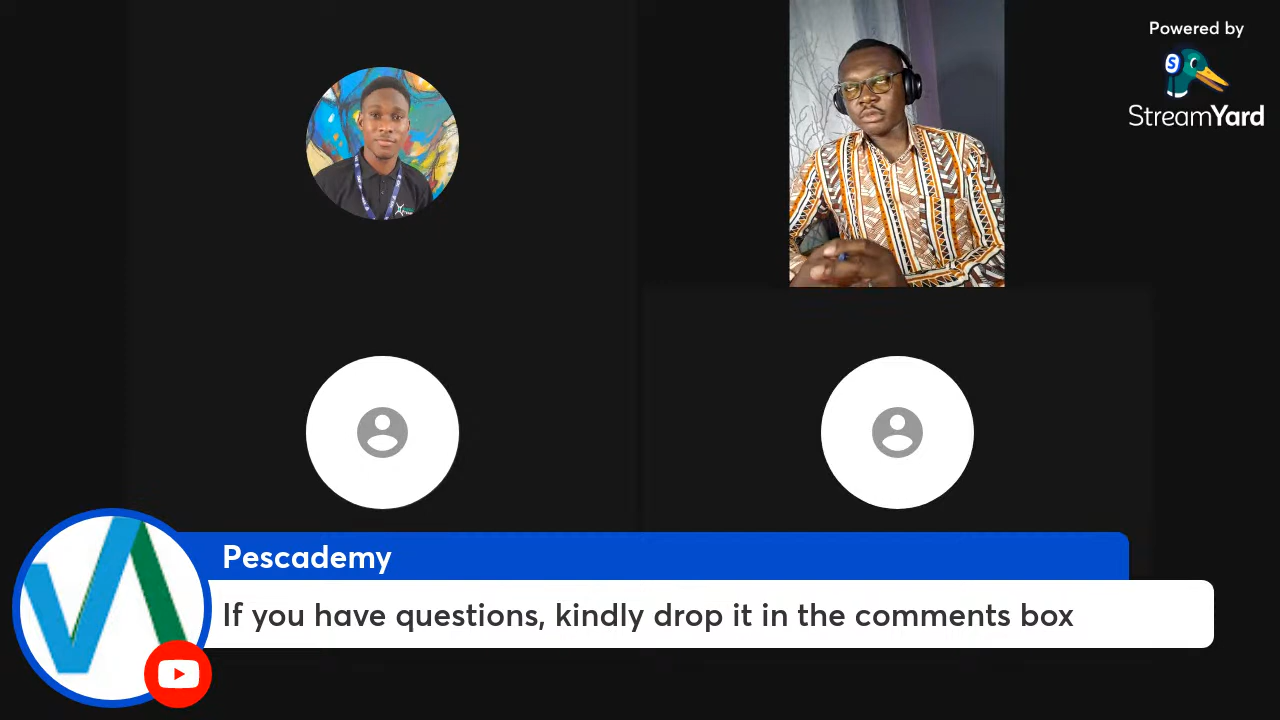 Powered by
StreamYard
Pescademy
If you have questions, kindly drop it in the comments box